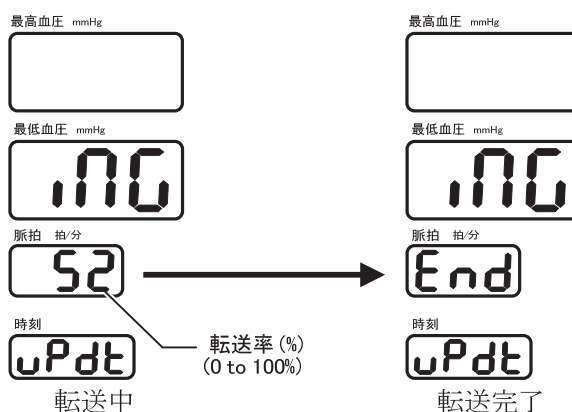 最高血圧 mmHg
最低血圧 mmHg
iMG
脈拍 拍/分
52
時刻
uPdt
転送率(%)
(0 to 100%)
転送中
最高血圧 mmHg
最低血圧 mmHg
iMG
脈拍 拍/分
End
時刻
uPdt
転送完了